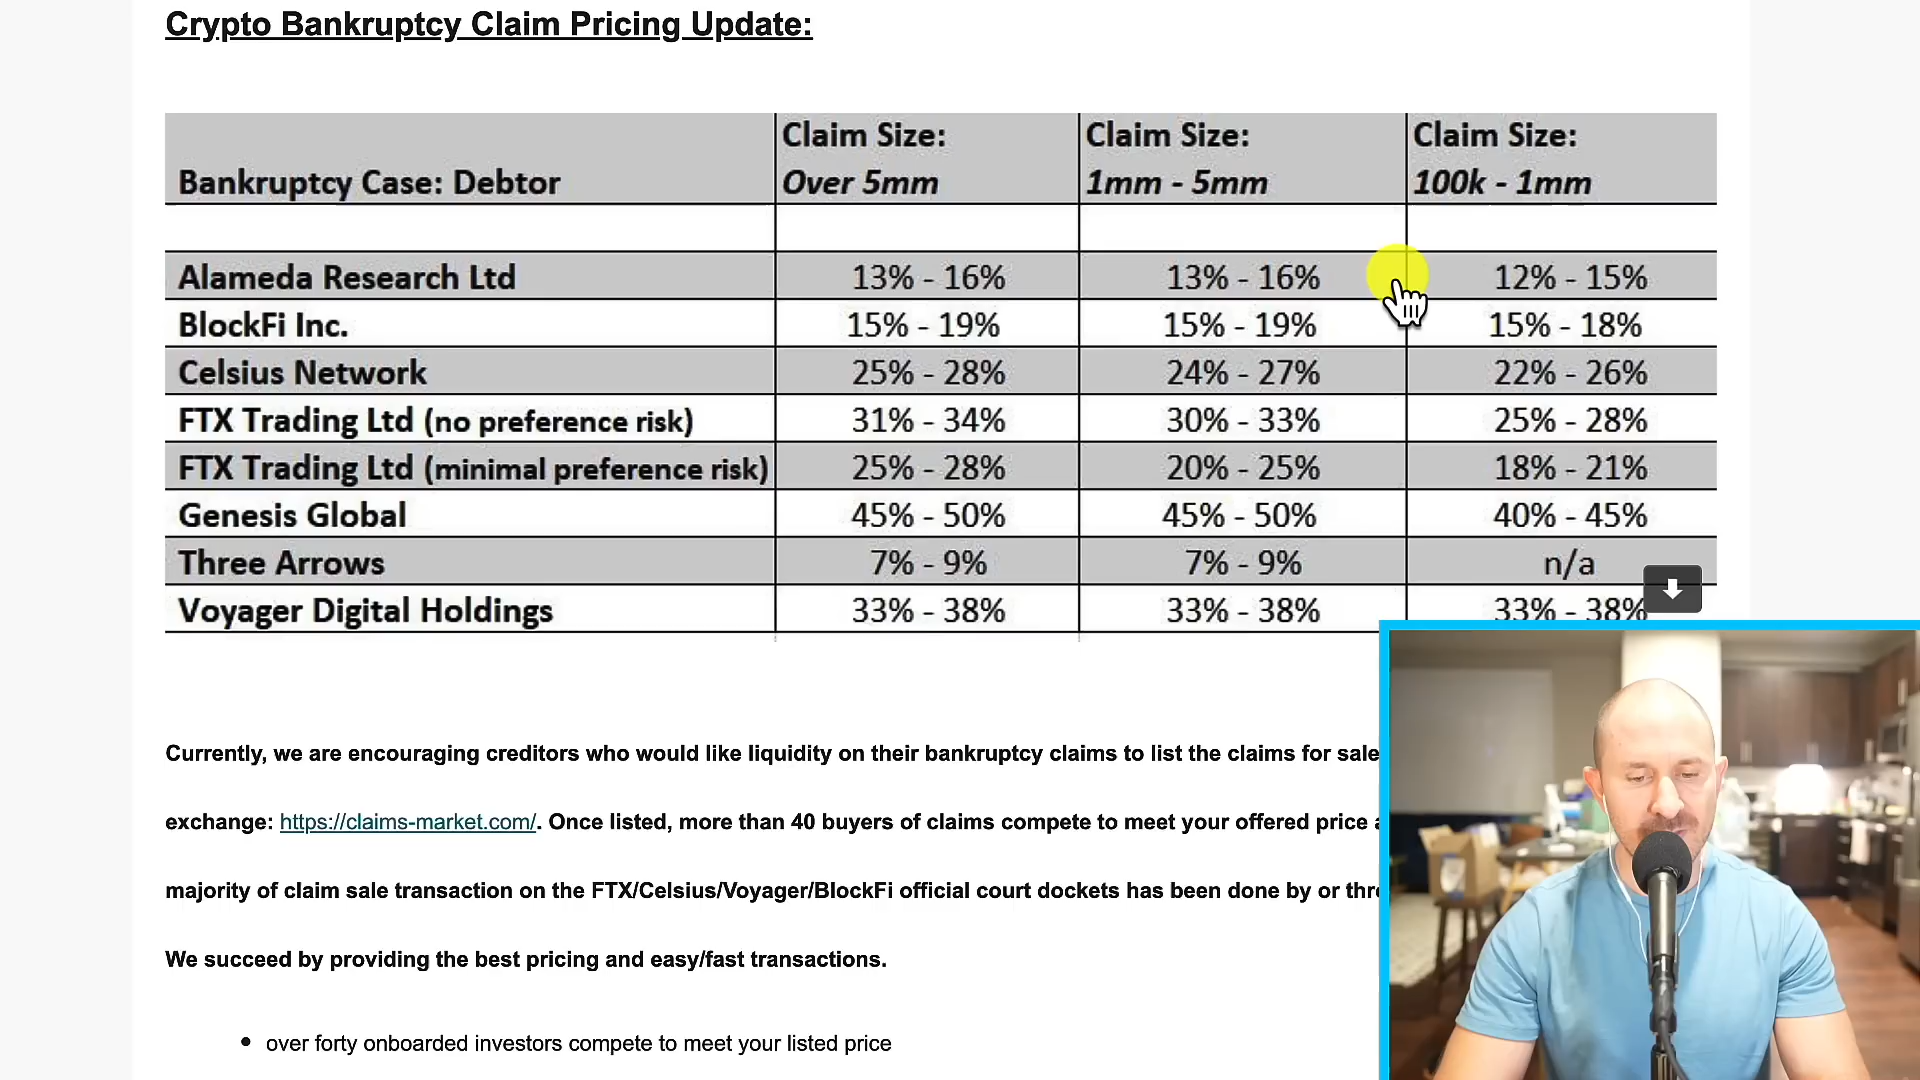 Crypto Bankruptcy Claim Pricing Update:
Bankruptcy Case: Debtor Claim Size: Over 5mm Claim Size: 1mm - 5mm Claim Size: 100k - 1mm
Alameda Research Ltd 13% - 16% 13% - 16% 12% - 15%
BlockFi Inc. 15% - 19% 15% - 19% 15% - 18%
Celsius Network 25% - 28% 24% - 27% 22% - 26%
FTX Trading Ltd (no preference risk) 31% - 34% 30% - 33% 25% - 28%
FTX Trading Ltd (minimal preference risk) 25% - 28% 20% - 25% 18% - 21%
Genesis Global 45% - 50% 45% - 50% 40% - 45%
Three Arrows 7% - 9% 7% - 9% n/a
Voyager Digital Holdings 33% - 38% 33% - 38% 33% - 38%
Currently, we are encouraging creditors who would like liquidity on their bankruptcy claims to list the claims for sale
exchange: https://claims-market.com/. Once listed, more than 40 buyers of claims compete to meet your offered price
majority of claim sale transaction on the FTX/Celsius/Voyager/BlockFi official court dockets has been done by or
We succeed by providing the best pricing and easy/fast transactions.
• over forty onboarded investors compete to meet your listed price